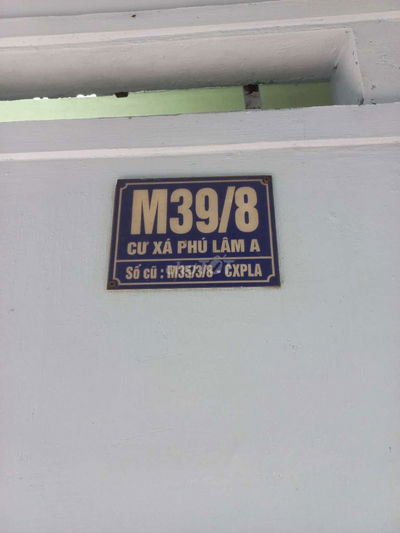 M39/8
CƯ XÁ PHÚ LÂM A
Số cũ : M35/3/8 - CXPLA